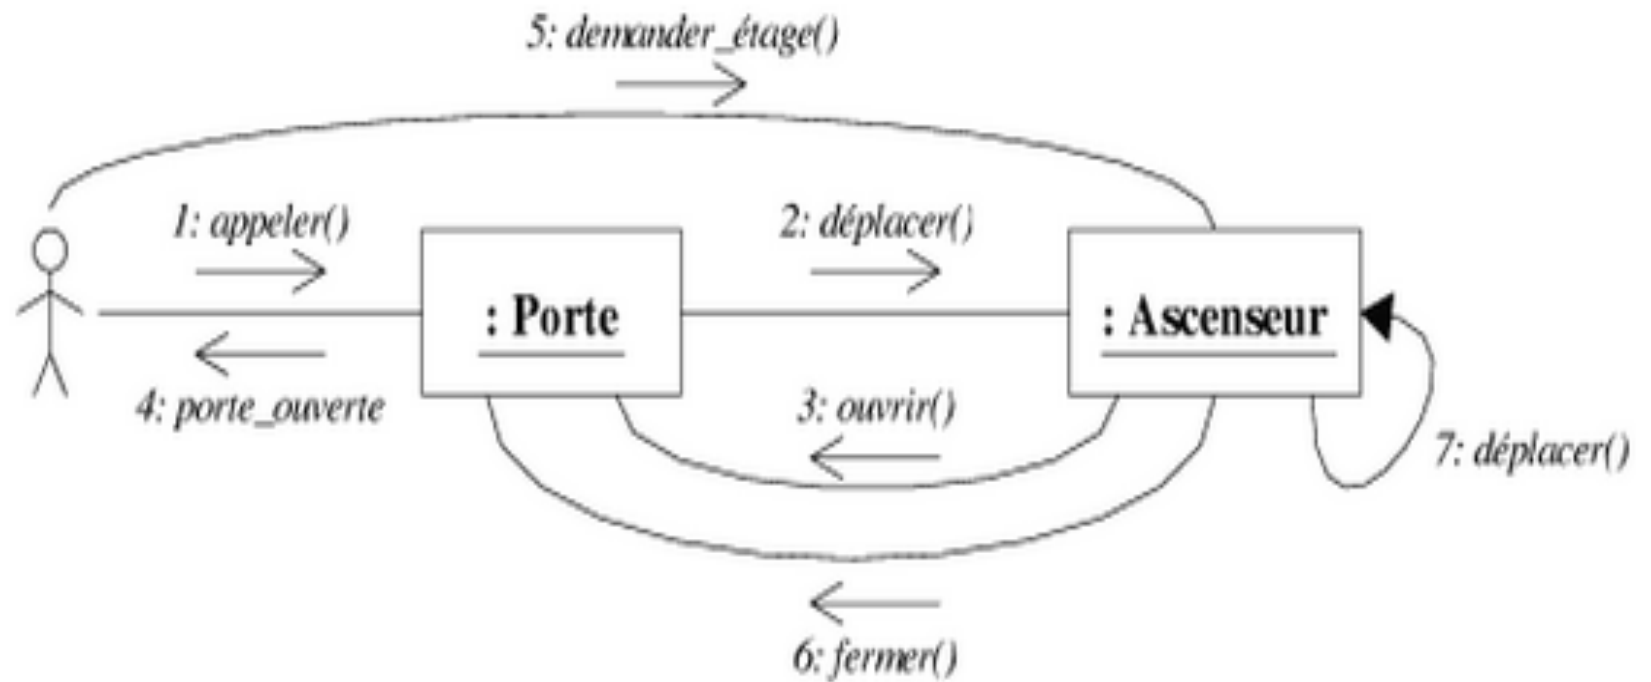 5: demander_étage()
1: appeler()
2: déplacer()
: Porte
: Ascenseur
4: porte_ouverte
3: ouvrir()
7: déplacer()
6: fermer()